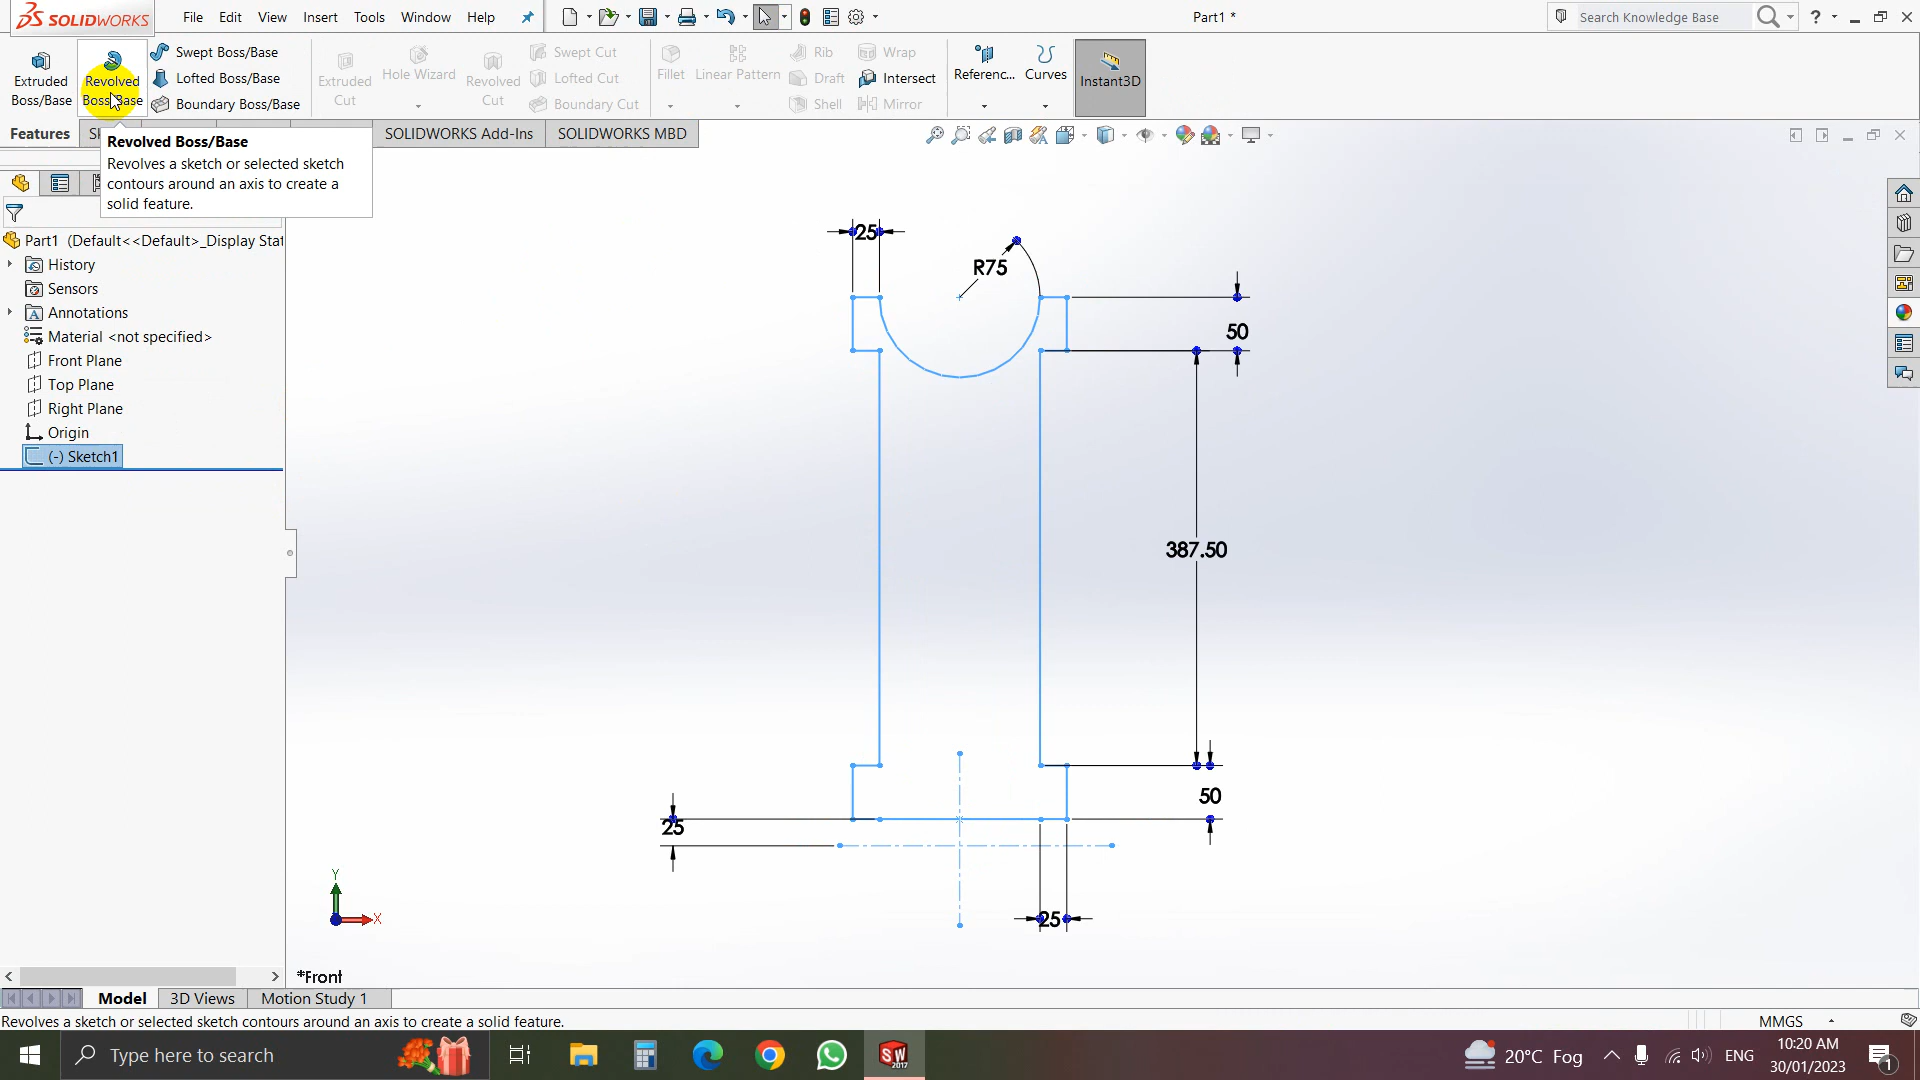 SOLIDWORKS
File Edit View Insert Tools Window Help
Part1 *
Search Knowledge Base
Extruded Boss/Base
Revolved Boss/Base
Swept Boss/Base
Lofted Boss/Base
Boundary Boss/Base
Extruded Cut
Hole Wizard
Revolved Cut
Swept Cut
Lofted Cut
Boundary Cut
Fillet
Linear Pattern
Rib
Draft
Shell
Wrap
Intersect
Mirror
Referenc...
Curves
Instant3D
Features
SOLIDWORKS Add-Ins
SOLIDWORKS MBD
Revolved Boss/Base
Revolves a sketch or selected sketch
contours around an axis to create a
solid feature.
Part1 (Default<<Default>_Display Stat
History
Sensors
Annotations
Material <not specified>
Front Plane
Top Plane
Right Plane
Origin
(-) Sketch1
25
R75
50
387.50
50
25
25
Y
X
*Front
Model 3D Views Motion Study 1
Revolves a sketch or selected sketch contours around an axis to create a solid feature.
MMGS
Type here to search
SW
2017
20°C Fog
ENG
10:20 AM
30/01/2023
1